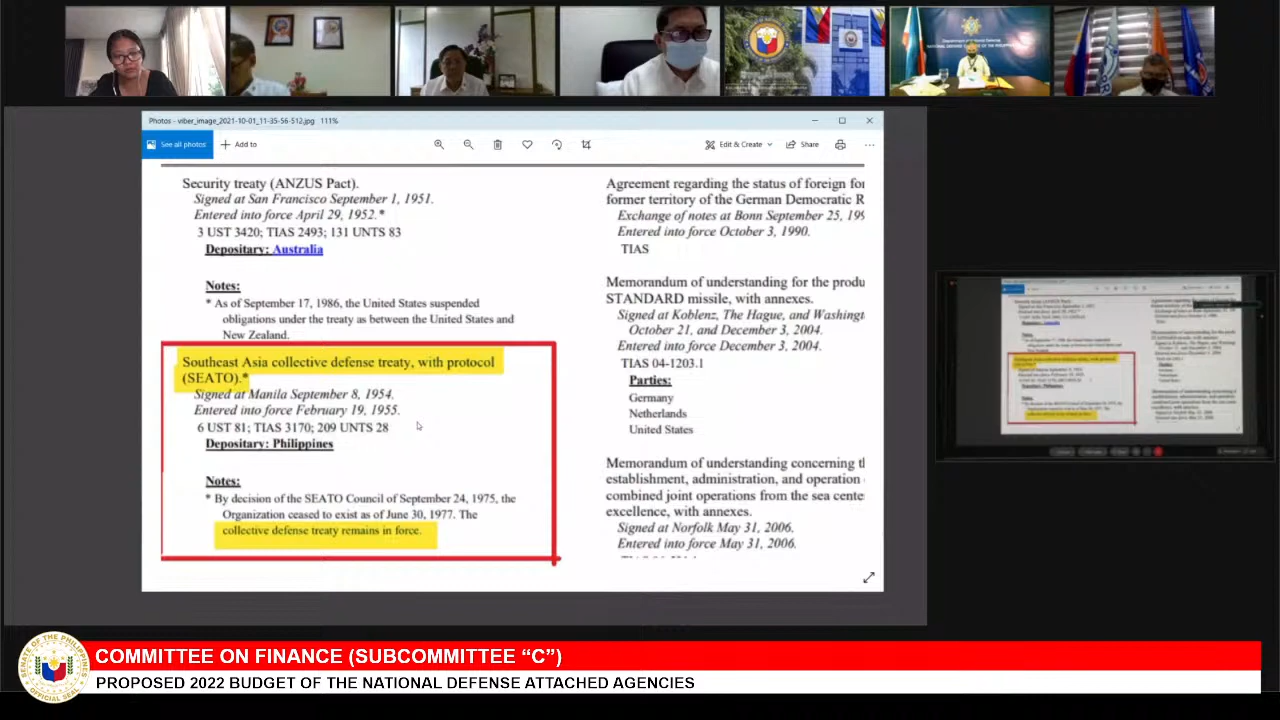 Photos - viber_image_2021-10-01_11-35-56-512.jpg 111%
See all photos
Add to
Edit & Create
Share
Security treaty (ANZUS Pact).
Signed at San Francisco September 1, 1951.
Entered into force April 29, 1952.*
3 UST 3420; TIAS 2493; 131 UNTS 83
Depositary: Australia
Notes:
* As of September 17, 1986, the United States suspended
obligations under the treaty as between the United States and
New Zealand.
Southeast Asia collective defense treaty, with protocol
(SEATO).*
Signed at Manila September 8, 1954.
Entered into force February 19, 1955.
6 UST 81; TIAS 3170; 209 UNTS 28
Depositary: Philippines
Notes:
* By decision of the SEATO Council of September 24, 1975, the
Organization ceased to exist as of June 30, 1977. The
collective defense treaty remains in force.
Agreement regarding the status of foreign for
former territory of the German Democratic R
Exchange of notes at Bonn September 25, 199
Entered into force October 3, 1990.
TIAS
Memorandum of understanding for the produ
STANDARD missile, with annexes.
Signed at Koblenz, The Hague, and Washingt
October 21, and December 3, 2004.
Entered into force December 3, 2004.
TIAS 04-1203.1
Parties:
Germany
Netherlands
United States
Memorandum of understanding concerning th
establishment, administration, and operation
combined joint operations from the sea cente
excellence, with annexes.
Signed at Norfolk May 31, 2006.
Entered into force May 31, 2006.
SENATE OF THE PHILIPPINES
OFFICIAL SEAL
COMMITTEE ON FINANCE (SUBCOMMITTEE “C”)
PROPOSED 2022 BUDGET OF THE NATIONAL DEFENSE ATTACHED AGENCIES